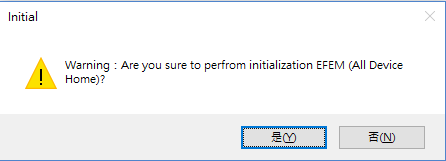 Initial
Warning : Are you sure to perfrom initialization EFEM (All Device
Home)?
是(Y)
否(N)